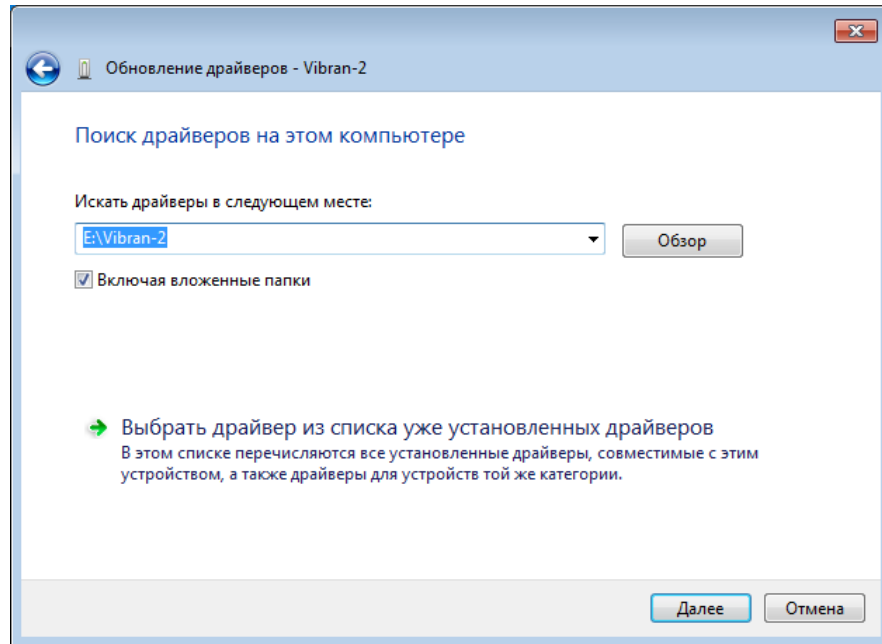 Обновление драйверов - Vibran-2
Поиск драйверов на этом компьютере
Искать драйверы в следующем месте:
E:\Vibran-2
Обзор
Включая вложенные папки
Выбрать драйвер из списка уже установленных драйверов
В этом списке перечисляются все установленные драйверы, совместимые с этим
устройством, а также драйверы для устройств той же категории.
Далее
Отмена